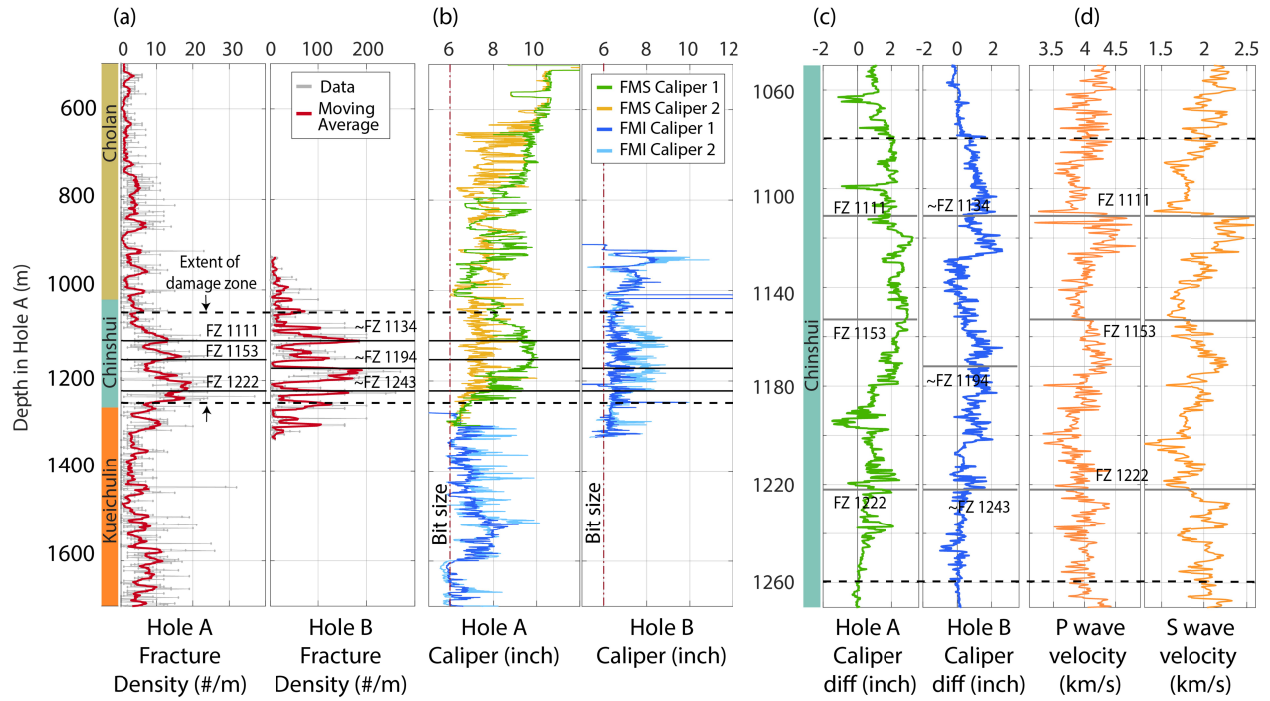 (a)
(b)
(c)
(d)
0 10 20 30
0 100 200
6 8 10
6 8 10 12
-2 0 2
-2 0 2
3.5 4 4.5 5
1.5 2 2.5
Depth in Hole A (m)
600
800
1000
1200
1400
1600
Cholan
Chinshui
Kueichulin
Data
Moving
Average
Extent of
damage zone
FZ 1111
FZ 1153
FZ 1222
~FZ 1134
~FZ 1194
~FZ 1243
FMS Caliper 1
FMS Caliper 2
FMI Caliper 1
FMI Caliper 2
Bit size
Bit size
1060
1100
1140
1180
1220
1260
Chinshui
FZ 1111
FZ 1153
FZ 1222
~FZ 1134
~FZ 1194
~FZ 1243
FZ 1111
FZ 1153
FZ 1222
Hole A
Fracture
Density (#/m)
Hole B
Fracture
Density (#/m)
Hole A
Caliper (inch)
Hole B
Caliper (inch)
Hole A
Caliper
diff (inch)
Hole B
Caliper
diff (inch)
P wave
velocity
(km/s)
S wave
velocity
(km/s)